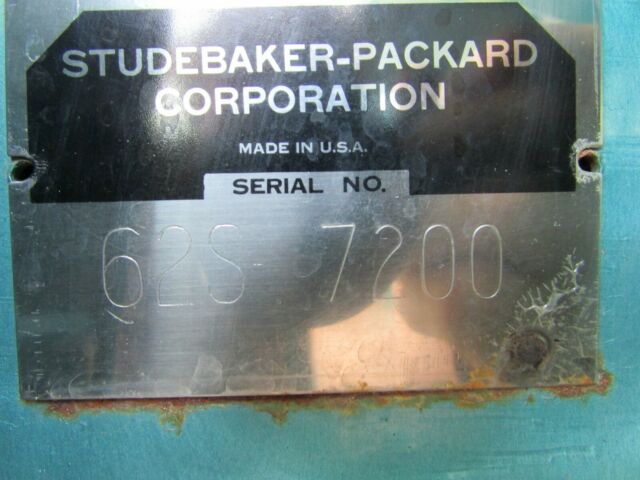 STUDEBAKER-PACKARD
CORPORATION
MADE IN U.S.A.
SERIAL NO.
62S 7200